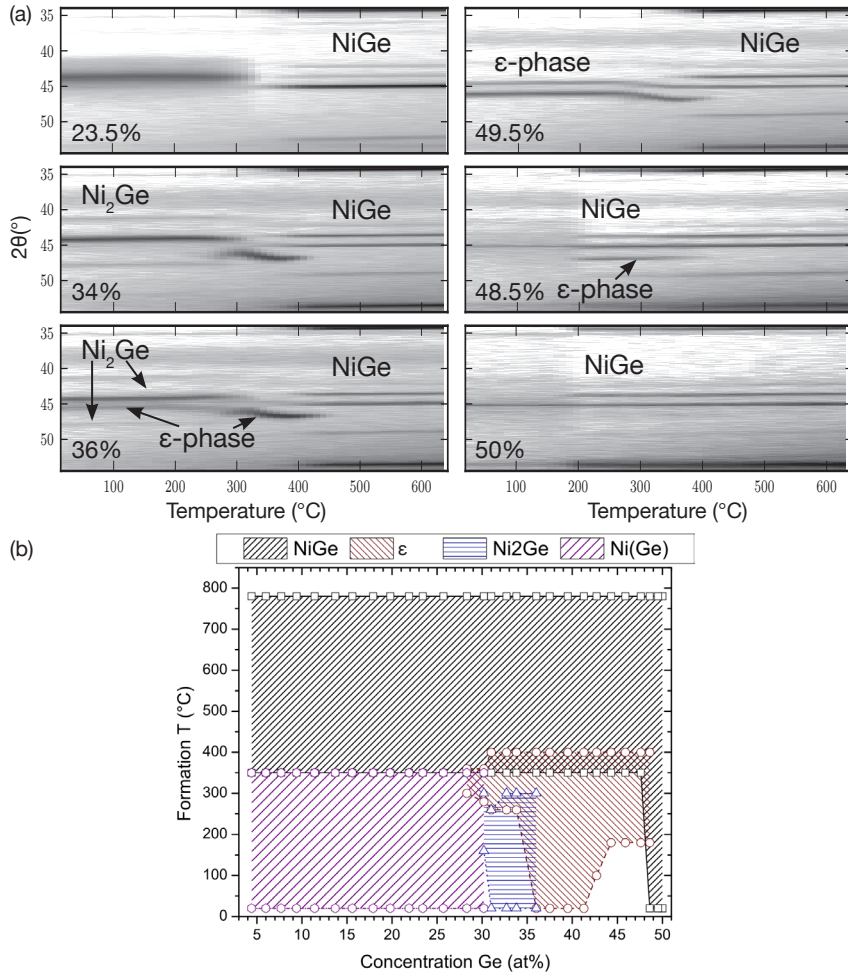 (a)
35
40
45
50
NiGe
23.5%
NiGe
ε-phase
49.5%
2θ(°)
35
40
45
50
Ni₂Ge
NiGe
34%
ε-phase
NiGe
48.5%
ε-phase
35
40
45
50
Ni₂Ge
NiGe
36%
ε-phase
NiGe
50%
100 200 300 400 500 600
100 200 300 400 500 600
Temperature (°C) Temperature (°C)
(b)
NiGe ε Ni2Ge Ni(Ge)
Formation T (°C)
800
700
600
500
400
300
200
100
0
5 10 15 20 25 30 35 40 45 50
Concentration Ge (at%)